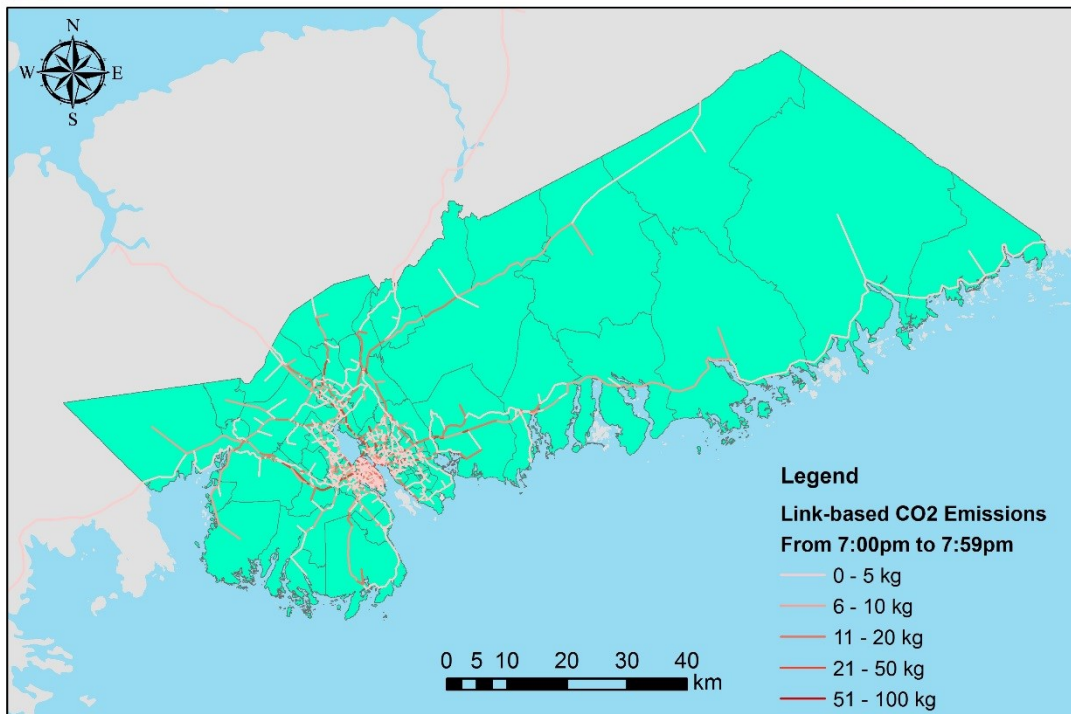 N
W E
S
Legend
Link-based CO2 Emissions
From 7:00pm to 7:59pm
0 - 5 kg
6 - 10 kg
11 - 20 kg
21 - 50 kg
51 - 100 kg
0 5 10 20 30 40
km